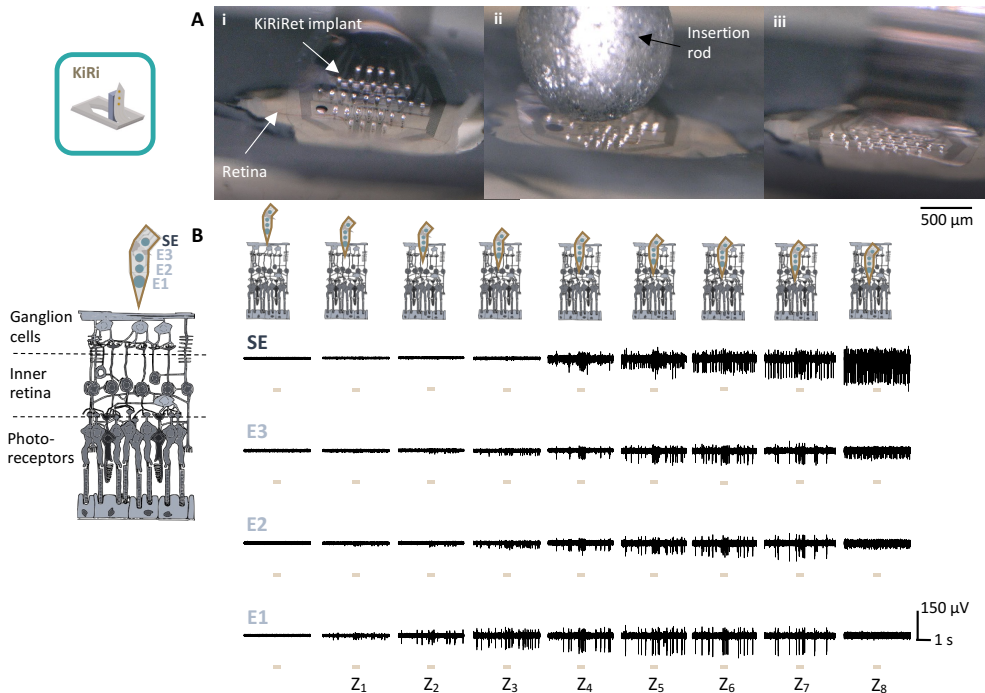 A
i
ii
iii
KiRiRet implant
Insertion
rod
Retina
KiRi
500 µm
B
SE
E3
E2
E1
Ganglion
cells
Inner
retina
Photo-
receptors
SE
E3
E2
E1
150 µV
1 s
Z₁ Z₂ Z₃ Z₄ Z₅ Z₆ Z₇ Z₈